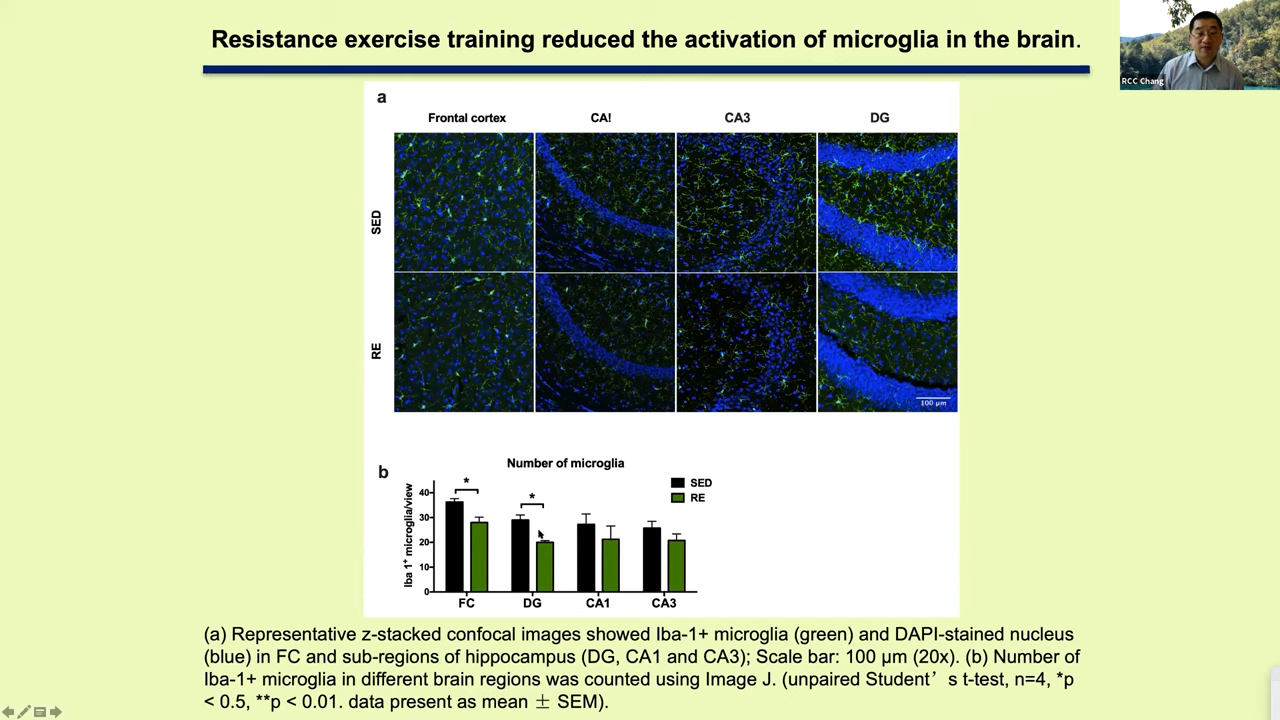 Resistance exercise training reduced the activation of microglia in the brain.
RCC Chang
a
Frontal cortex CA! CA3 DG
SED
RE
100 μm
b
Number of microglia
Iba 1+ microglia/view
40
30
20
10
0
* *
SED
RE
FC DG CA1 CA3
(a) Representative z-stacked confocal images showed Iba-1+ microglia (green) and DAPI-stained nucleus
(blue) in FC and sub-regions of hippocampus (DG, CA1 and CA3); Scale bar: 100 μm (20x). (b) Number of
Iba-1+ microglia in different brain regions was counted using Image J. (unpaired Student’s t-test, n=4, *p
< 0.5, **p < 0.01. data present as mean ± SEM).